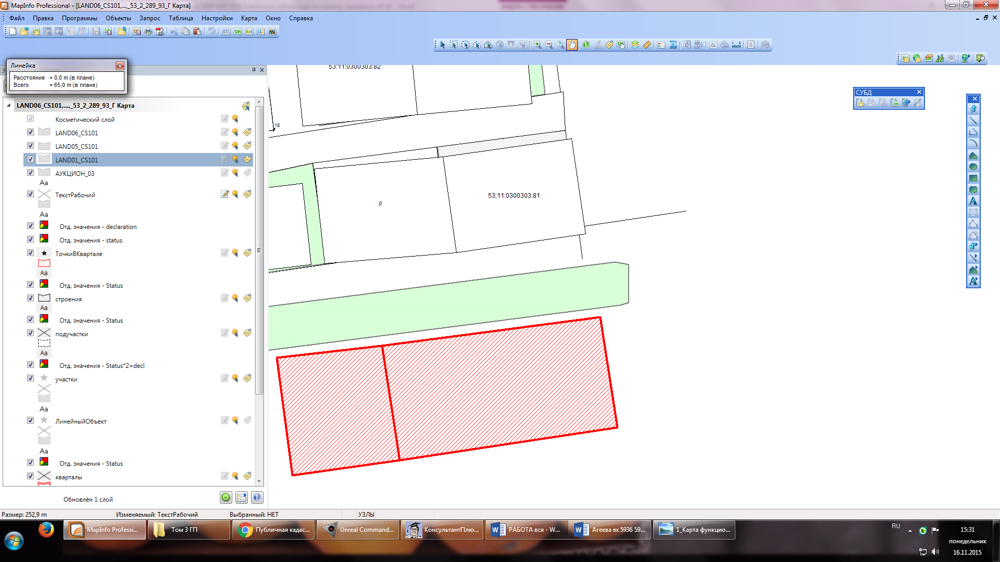 MapInfo Professional - [LAND06_CS101,...,_53_2_289_93_Г Карта]
Файл Правка Программы Объекты Запрос Таблица Настройки Карта Окно Справка
Линейка
Расстояние = 0,0 m (в плане)
Всего = 65,0 m (в плане)
LAND06_CS101,...,_53_2_289_93_Г Карта
Косметический слой
LAND06_CS101
LAND05_CS101
LAND01_CS101
АУКЦИОН_03
Aa
ТекстРабочий
Aa
Отд. значения - declaration
Отд. значения - status
ТочкиВКвартале
Aa
Отд. значения - Status
строения
Aa
Отд. значения - Status
подучастки
Aa
Отд. значения - Status*2+decl
участки
Aa
ЛинейныйОбъект
Aa
Отд. значения - Status
кварталы
Обновлён 1 слой
53:11:0300303:82
18
0
53:11:0300303:81
СУБД
Размер: 252,9 m
Изменяемый: ТекстРабочий
Выбранный: НЕТ
УЗЛЫ
MapInfo Professi...
Том 3 ГП
Публичная кадас...
Unreal Command...
КонсультантПлю...
РАБОТА вся - W...
Агеева вх 5936 59...
1_Карта функцио...
RU
15:31
понедельник
16.11.2015